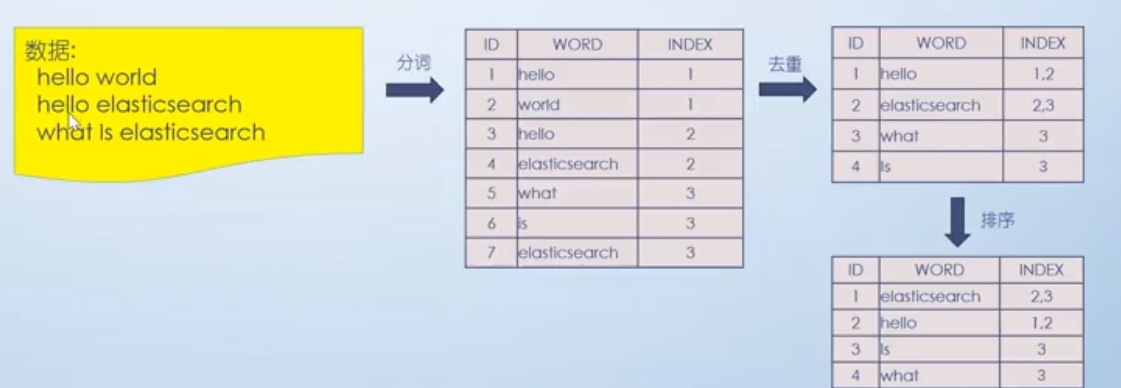 数据:
hello world
hello elasticsearch
what Is elasticsearch
分词
ID WORD INDEX
1 hello 1
2 world 1
3 hello 2
4 elasticsearch 2
5 what 3
6 is 3
7 elasticsearch 3
去重
ID WORD INDEX
1 hello 1,2
2 elasticsearch 2,3
3 what 3
4 Is 3
排序
ID WORD INDEX
1 elasticsearch 2,3
2 hello 1,2
3 Is 3
4 what 3